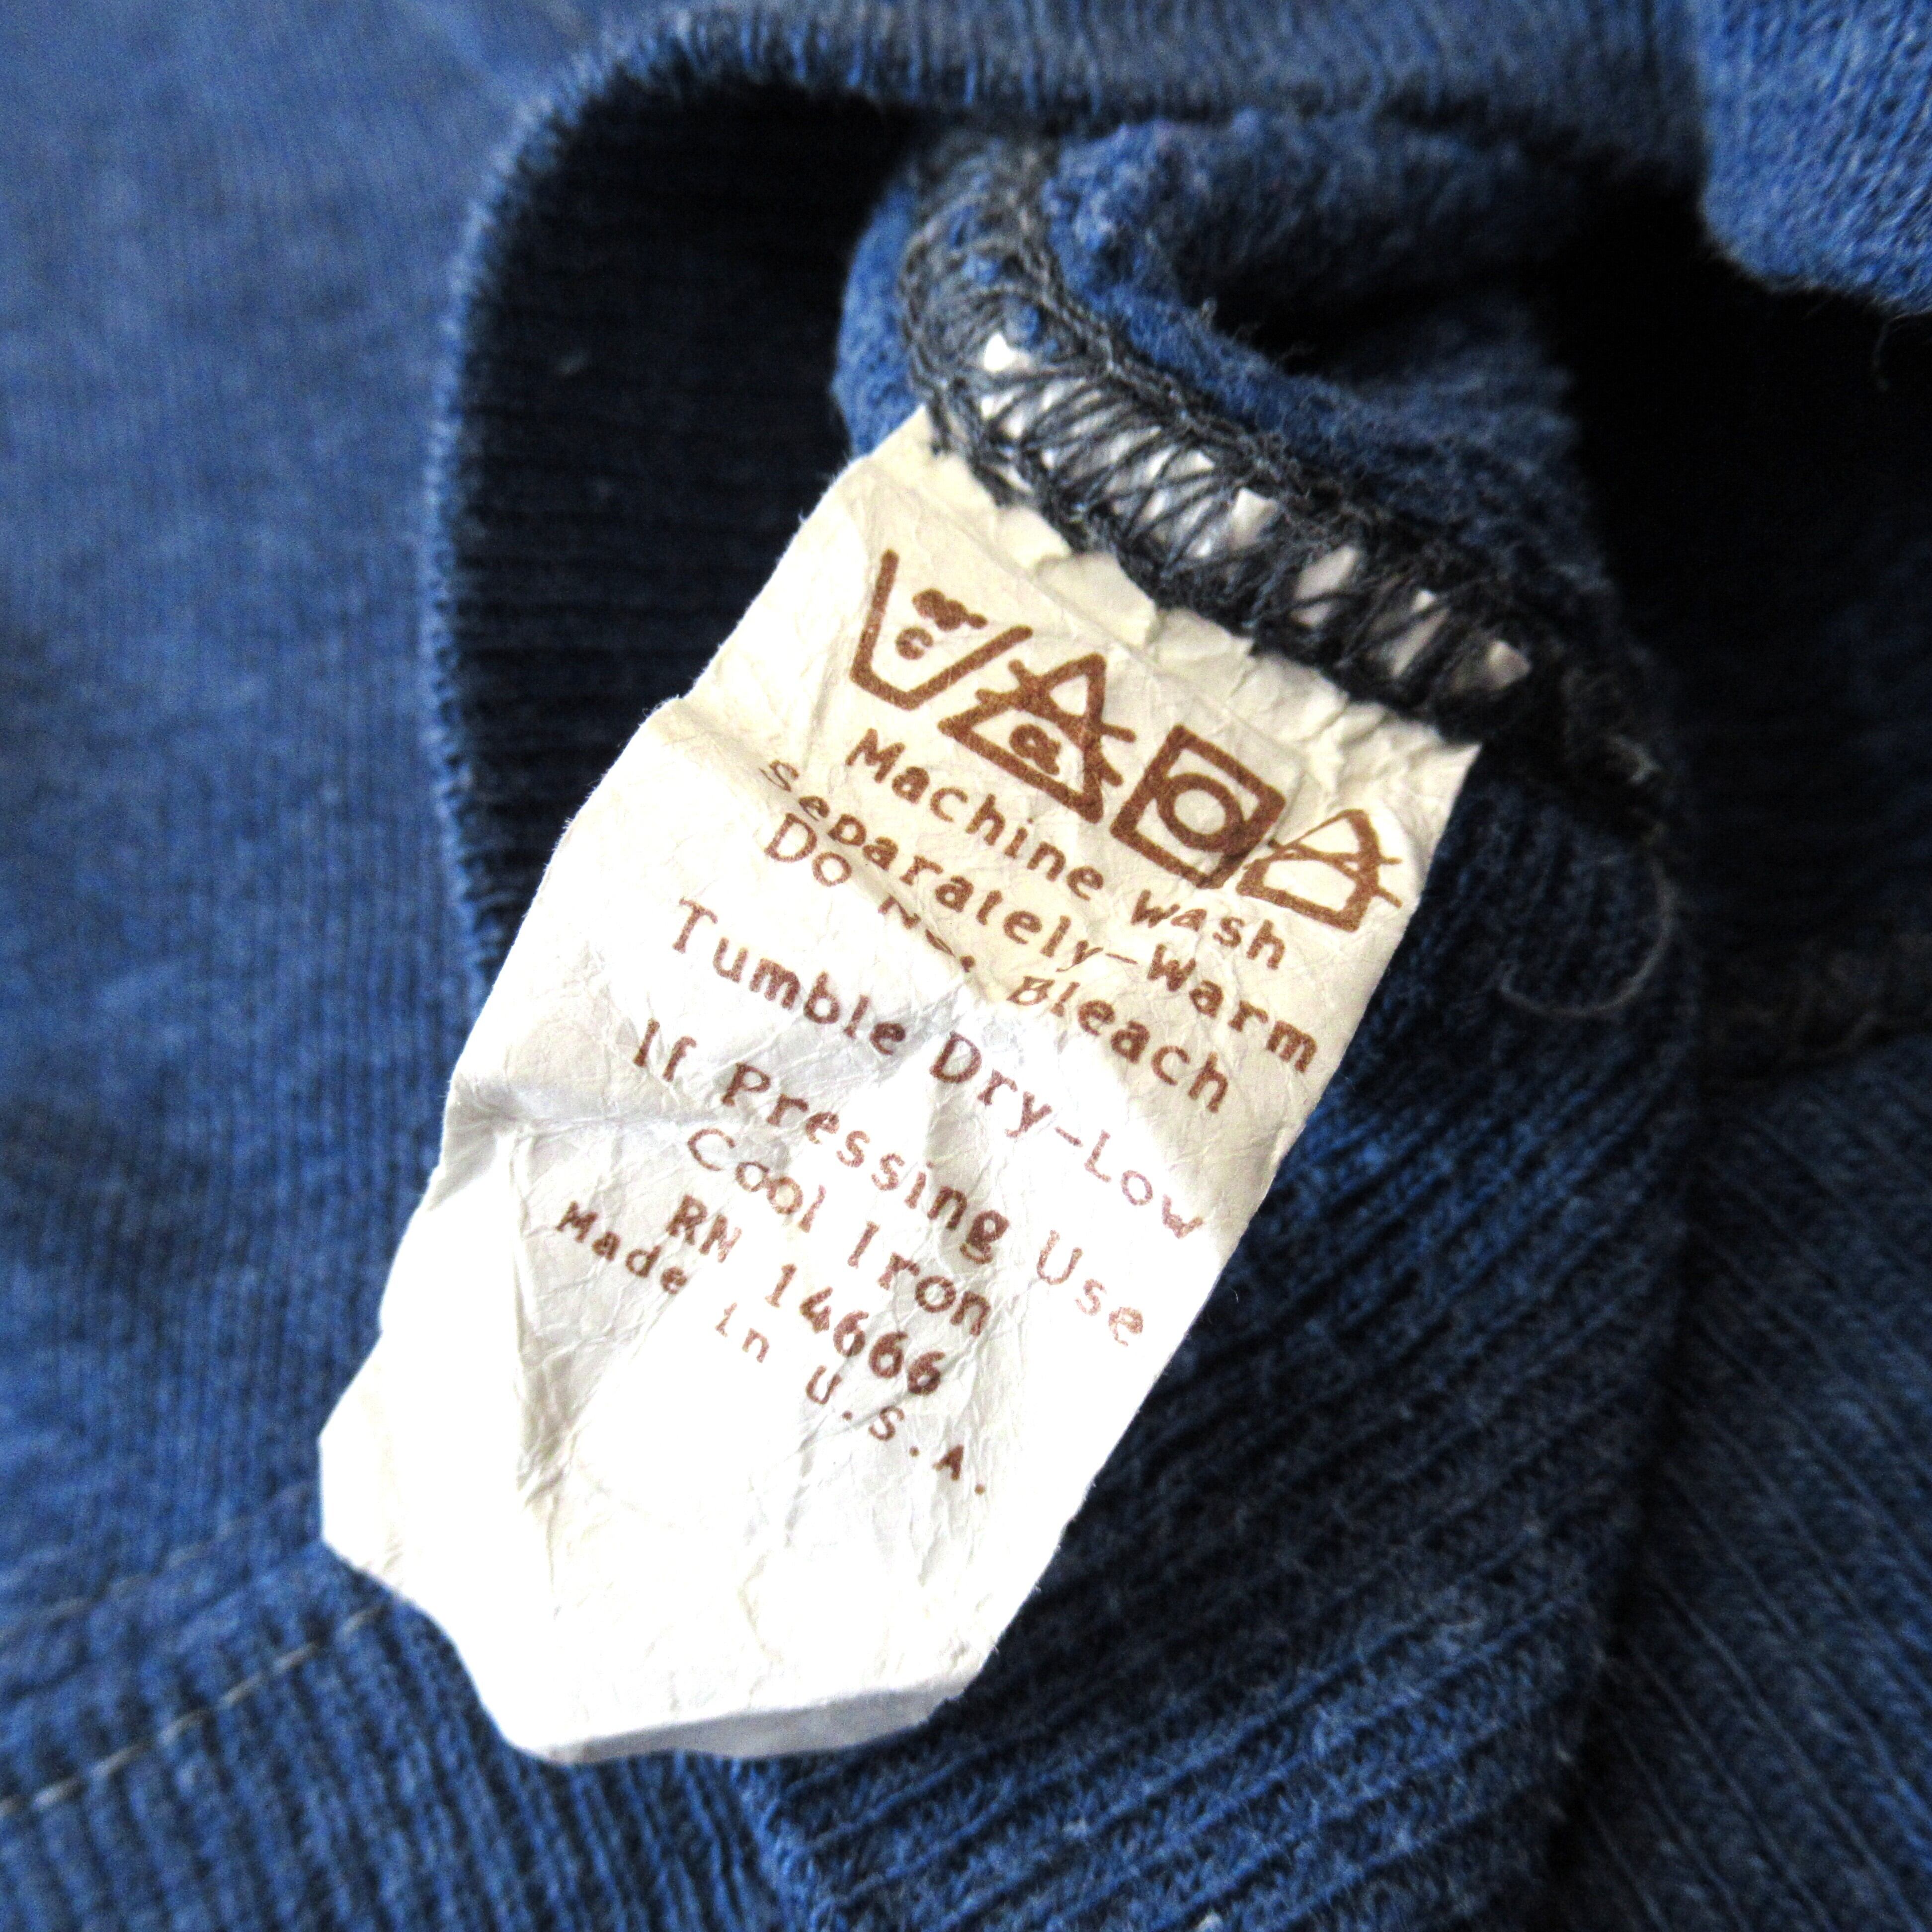 Machine Wash
Separately-Warm
Do Not Bleach
Tumble Dry-Low
If Pressing Use
Cool Iron
RN 14666
Made in U.S.A.